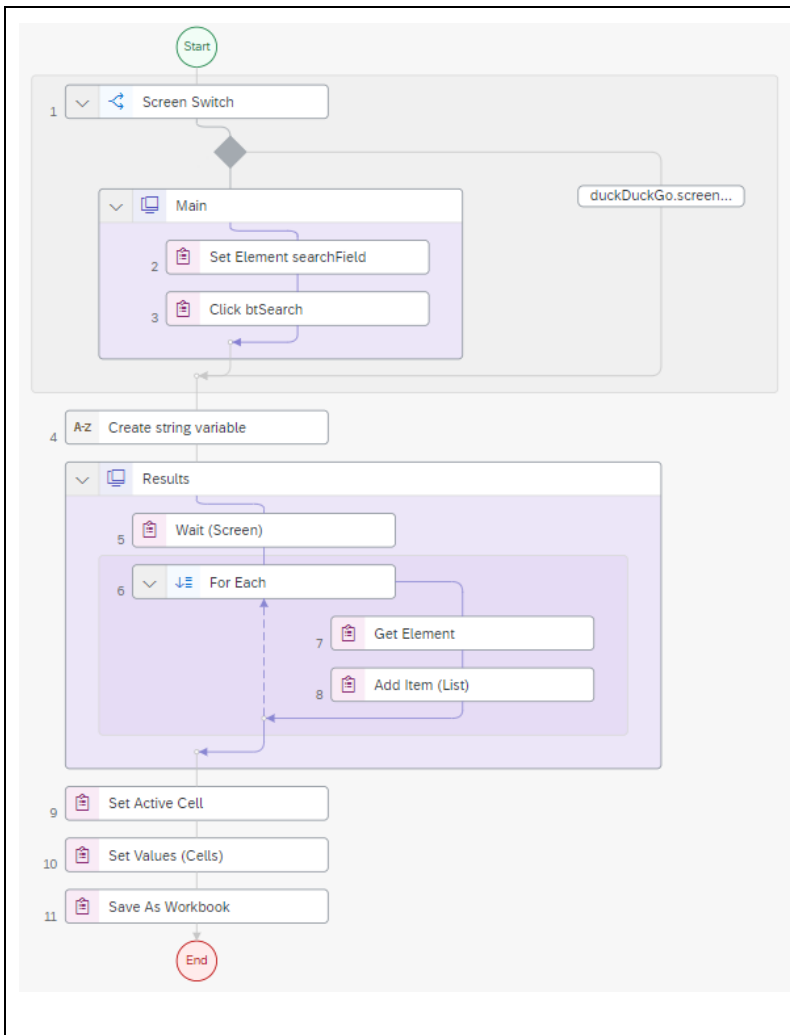 Start
1 Screen Switch
duckDuckGo.screen...
Main
2 Set Element searchField
3 Click btSearch
4 A-Z Create string variable
Results
5 Wait (Screen)
6 For Each
7 Get Element
8 Add Item (List)
9 Set Active Cell
10 Set Values (Cells)
11 Save As Workbook
End